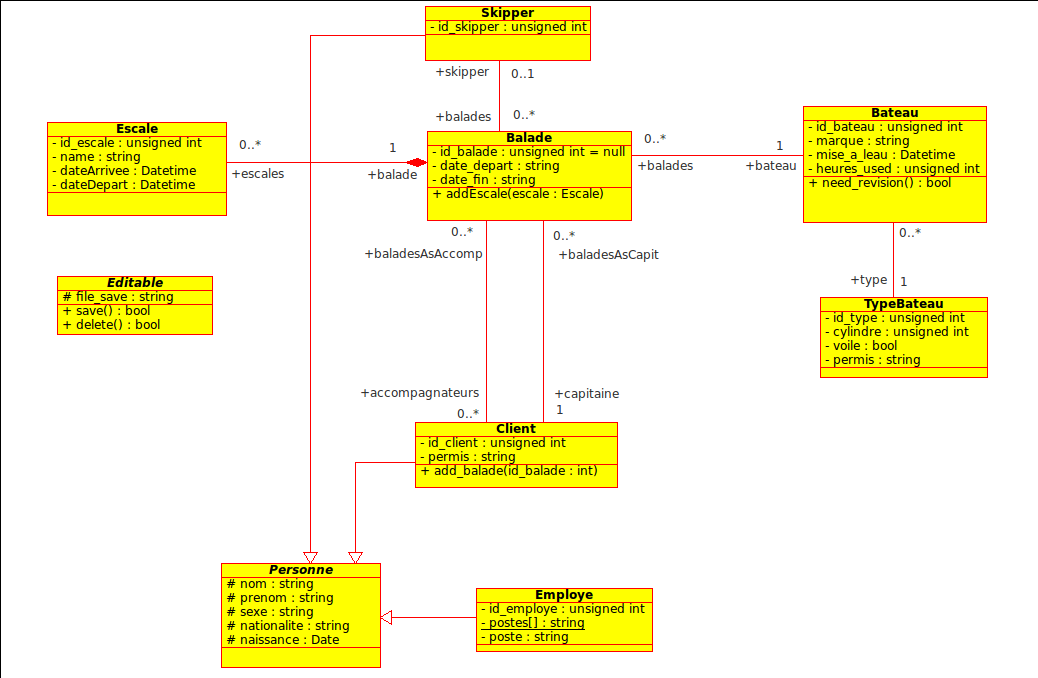 Skipper
- id_skipper : unsigned int
+skipper
0..1
+balades
0..*
Escale
- id_escale : unsigned int
- name : string
- dateArrivee : Datetime
- dateDepart : Datetime
0..*
+escales
1
+balade
Balade
- id_balade : unsigned int = null
- date_depart : string
- date_fin : string
+ addEscale(escale : Escale)
0..*
+balades
1
+bateau
Bateau
- id_bateau : unsigned int
- marque : string
- mise_a_leau : Datetime
- heures_used : unsigned int
+ need_revision() : bool
0..*
+baladesAsAccomp
0..*
+baladesAsCapit
0..*
+type
1
Editable
# file_save : string
+ save() : bool
+ delete() : bool
TypeBateau
- id_type : unsigned int
- cylindre : unsigned int
- voile : bool
- permis : string
+accompagnateurs
0..*
+capitaine
1
Client
- id_client : unsigned int
- permis : string
+ add_balade(id_balade : int)
Personne
# nom : string
# prenom : string
# sexe : string
# nationalite : string
# naissance : Date
Employe
- id_employe : unsigned int
- postes[] : string
- poste : string